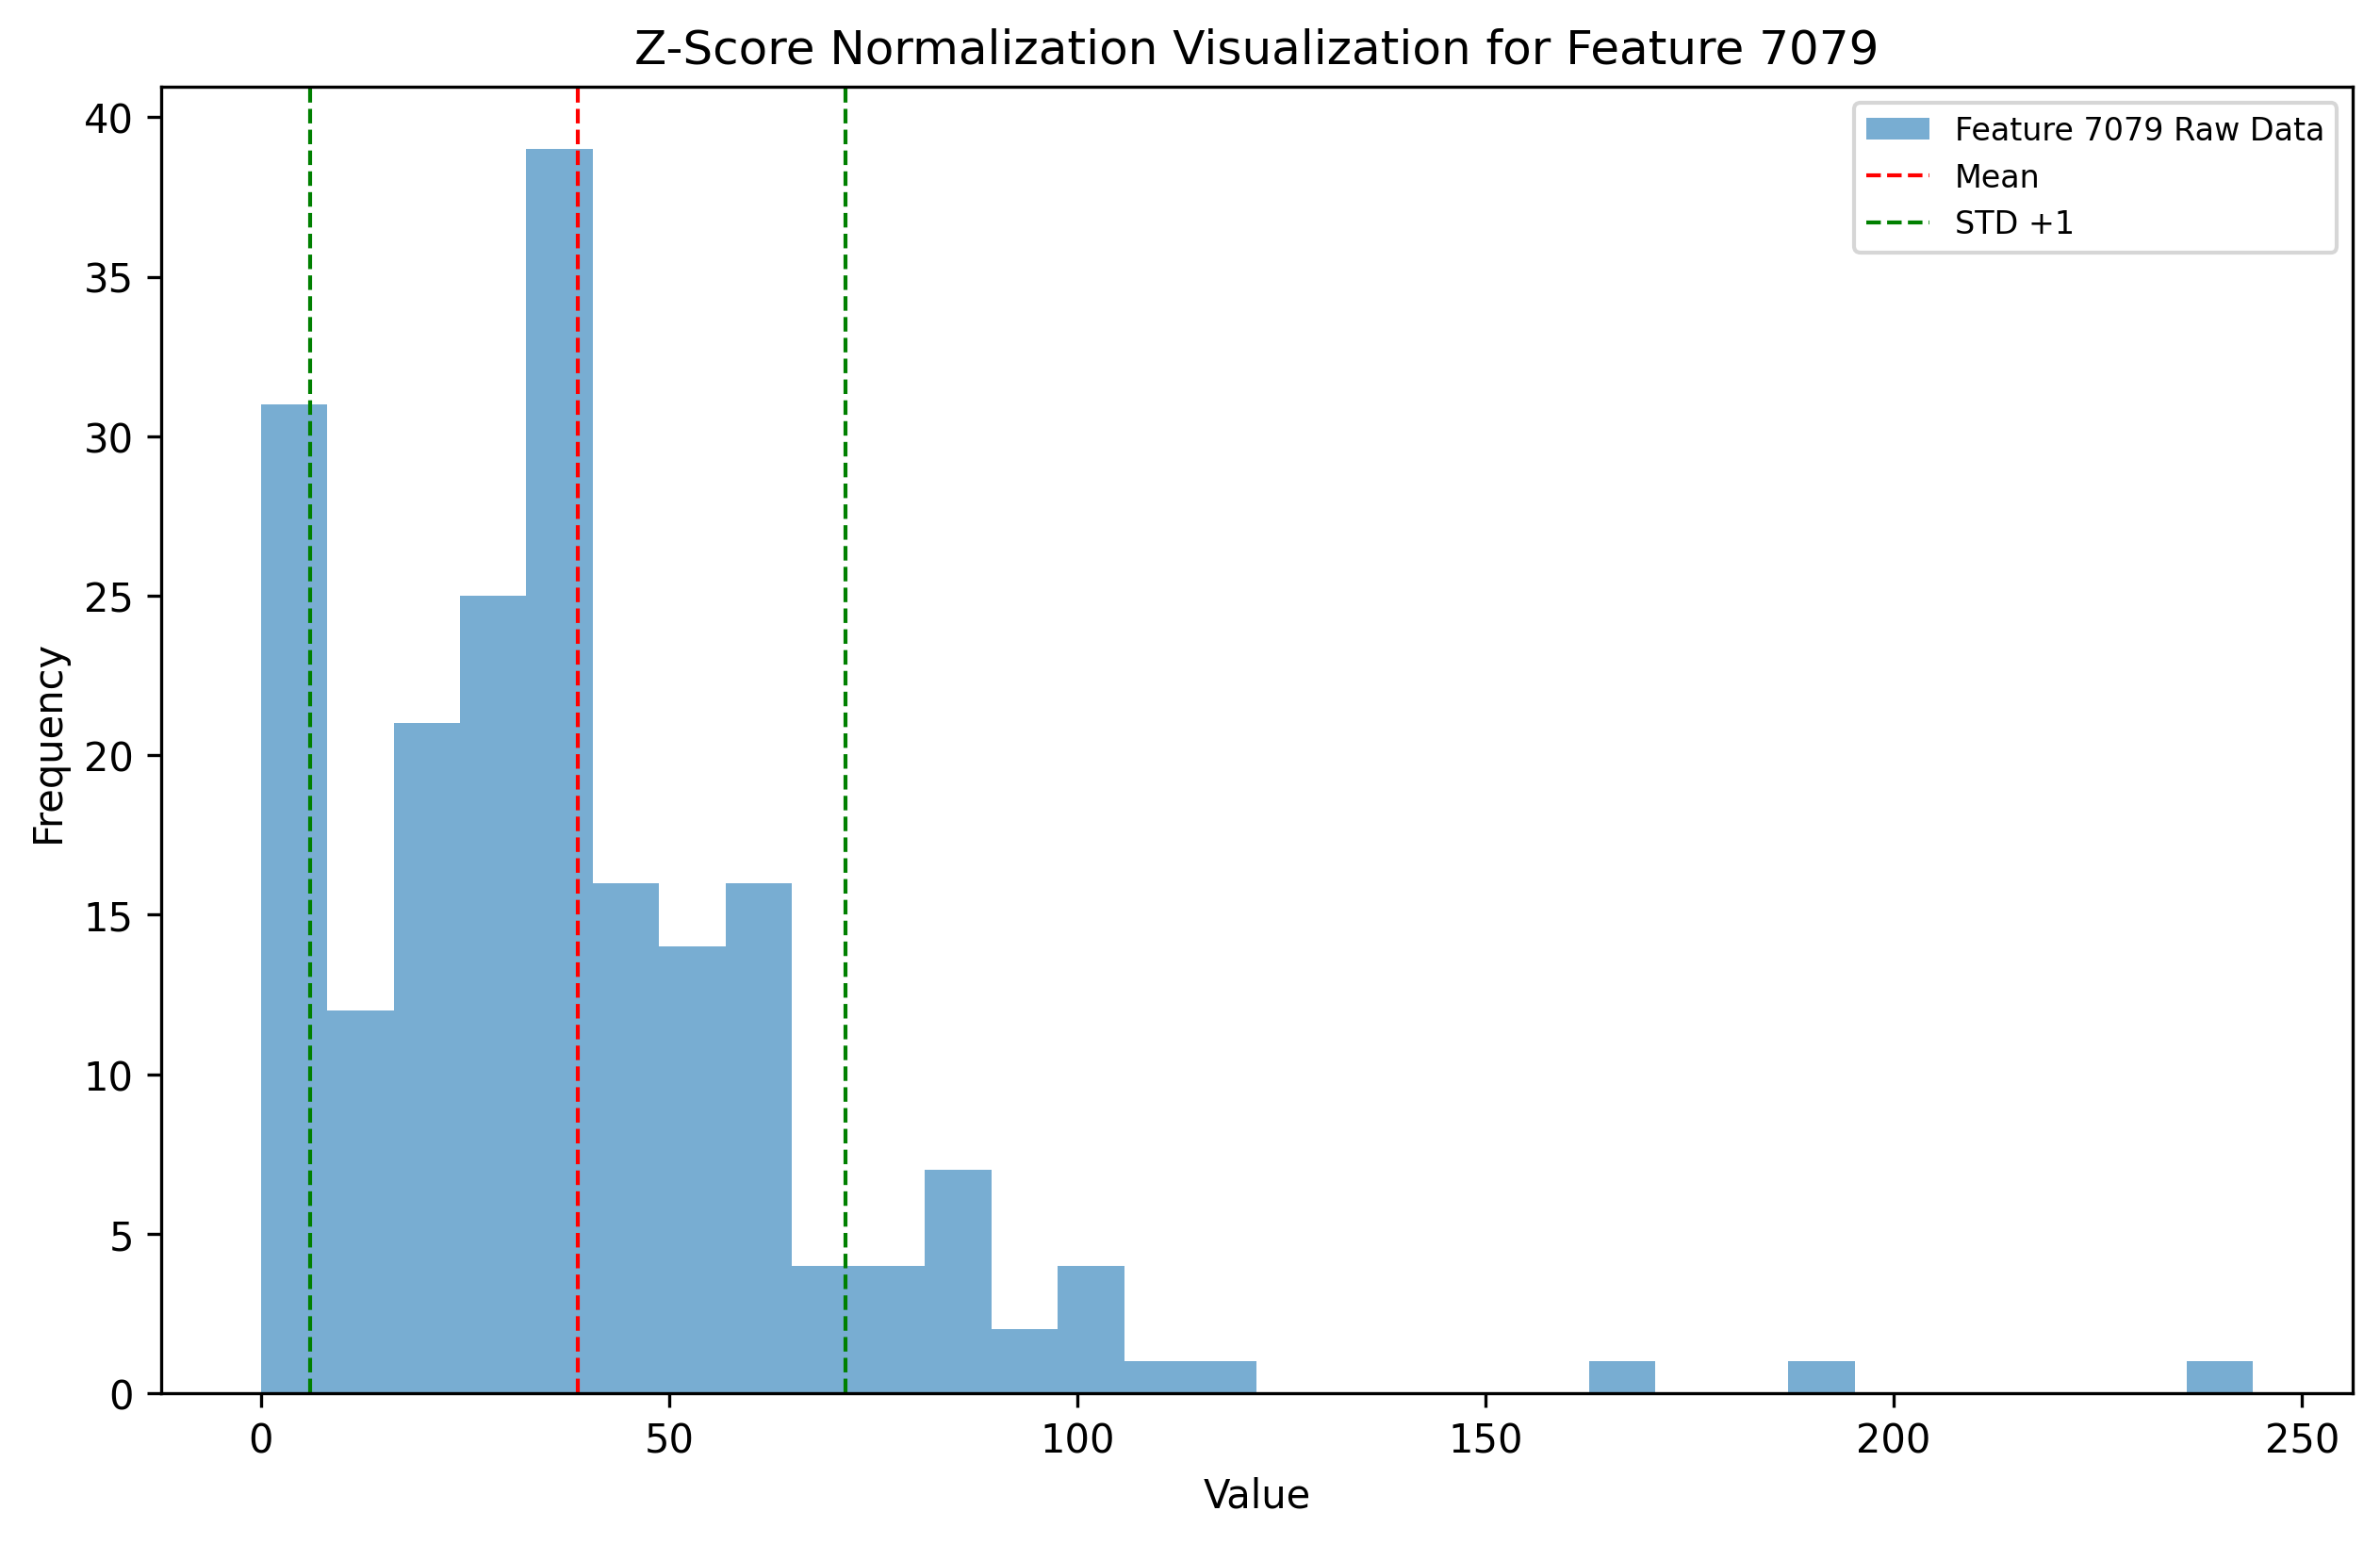 Z-Score Normalization Visualization for Feature 7079
Feature 7079 Raw Data
Mean
STD +1
40
35
30
25
20
15
10
5
0
Frequency
0 50 100 150 200 250
Value